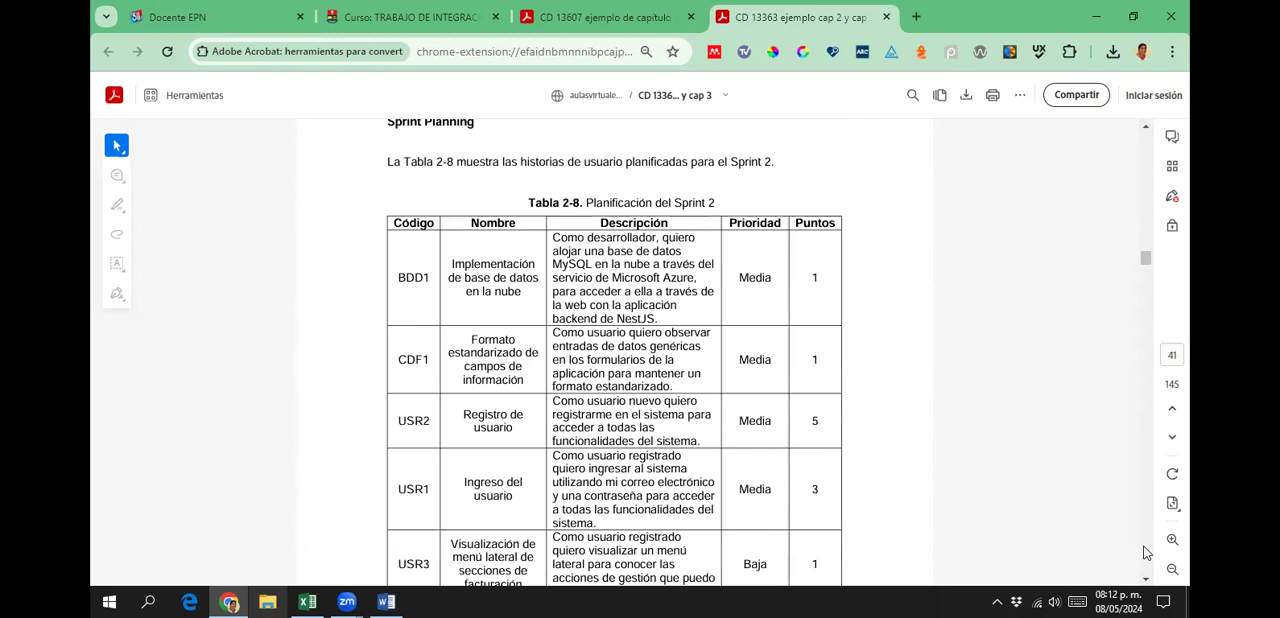 Docente EPN
Curso: TRABAJO DE INTEGRAC
CD 13607 ejemplo de capítulo
CD 13363 ejemplo cap 2 y cap
Adobe Acrobat: herramientas para convert
chrome-extension://efaidnbmnnnibpcajp...
Herramientas
aulasvirtuale... / CD 1336... y cap 3
Compartir
Iniciar sesión
Sprint Planning
La Tabla 2-8 muestra las historias de usuario planificadas para el Sprint 2.
Tabla 2-8. Planificación del Sprint 2
Código Nombre Descripción Prioridad Puntos
BDD1
Implementación
de base de datos
en la nube
Como desarrollador, quiero
alojar una base de datos
MySQL en la nube a través del
servicio de Microsoft Azure,
para acceder a ella a través de
la web con la aplicación
backend de NestJS.
Media
1
CDF1
Formato
estandarizado de
campos de
información
Como usuario quiero observar
entradas de datos genéricas
en los formularios de la
aplicación para mantener un
formato estandarizado.
Media
1
USR2
Registro de
usuario
Como usuario nuevo quiero
registrarme en el sistema para
acceder a todas las
funcionalidades del sistema.
Media
5
USR1
Ingreso del
usuario
Como usuario registrado
quiero ingresar al sistema
utilizando mi correo electrónico
y una contraseña para acceder
a todas las funcionalidades del
sistema.
Media
3
USR3
Visualización de
menú lateral de
secciones de
facturación
Como usuario registrado
quiero visualizar un menú
lateral para conocer las
acciones de gestión que puedo
Baja
1
41
145
08:12 p. m.
08/05/2024